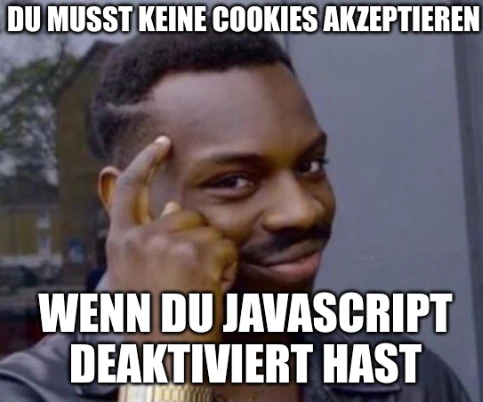 DU MUSST KEINE COOKIES AKZEPTIEREN
WENN DU JAVASCRIPT
DEAKTIVIERT HAST